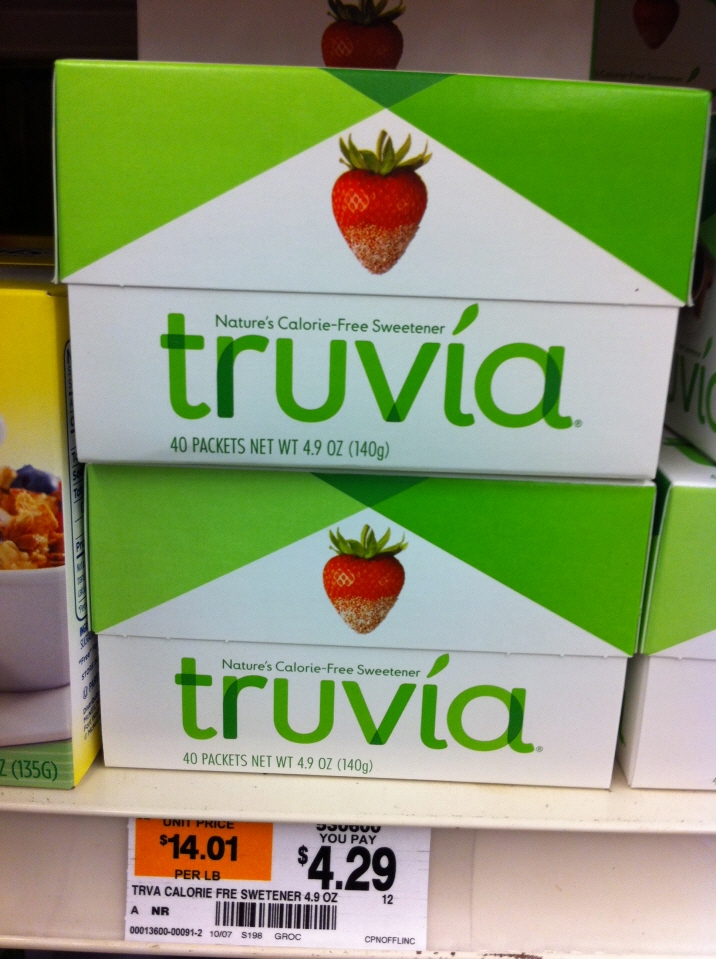 Nature's Calorie-Free Sweetener
truvía®
40 PACKETS NET WT 4.9 OZ (140g)
Nature's Calorie-Free Sweetener
truvía®
40 PACKETS NET WT 4.9 OZ (140g)
Z (135G)
UNIT PRICE
$14.01
PER LB
530600
YOU PAY
$4.29
TRVA CALORIE FRE SWETENER 4.9 OZ
12
A NR
00013600-00091-2 10/07 S198 GROC
CPNOFFLINC